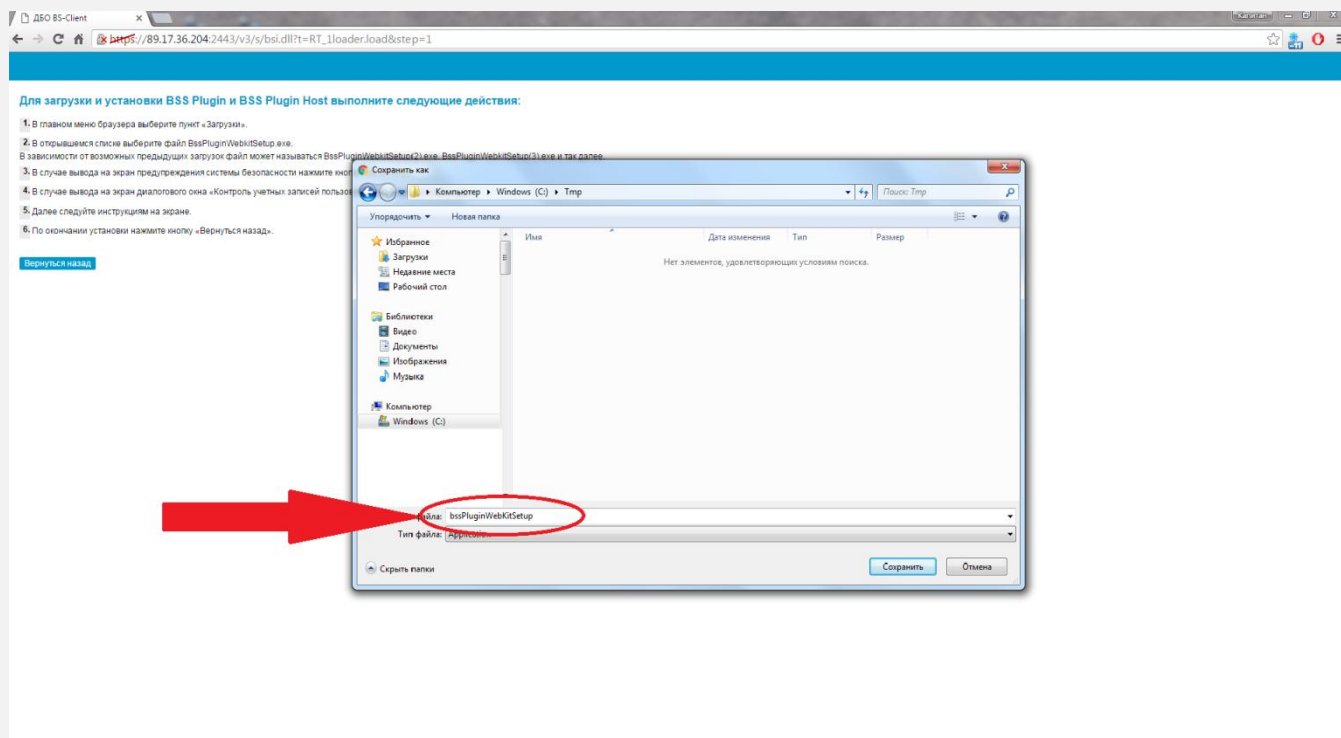 ДБО BS-Client
Капитан
https://89.17.36.204:2443/v3/s/bsi.dll?t=RT_1loader.load&step=1
Для загрузки и установки BSS Plugin и BSS Plugin Host выполните следующие действия:
1. В главном меню браузера выберите пункт «Загрузки».
2. В открывшемся списке выберите файл BssPluginWebkitSetup.exe.
В зависимости от возможных предыдущих загрузок файл может называться BssPluginWebkitSetup(2).exe, BssPluginWebkitSetup(3).exe и так далее.
3. В случае вывода на экран предупреждения системы безопасности нажмите
4. В случае вывода на экран диалогового окна «Контроль учетных записей
5. Далее следуйте инструкциям на экране.
6. По окончании установки нажмите кнопку «Вернуться назад».
Вернуться назад
Сохранить как
Компьютер Windows (C:) Tmp
Поиск: Tmp
Упорядочить Новая папка
Имя Дата изменения Тип Размер
Нет элементов, удовлетворяющих условиям поиска.
Избранное
Загрузки
Недавние места
Рабочий стол
Библиотеки
Видео
Документы
Изображения
Музыка
Компьютер
Windows (C:)
файла: bssPluginWebKitSetup
Тип файла: Application
Скрыть папки
Сохранить
Отмена